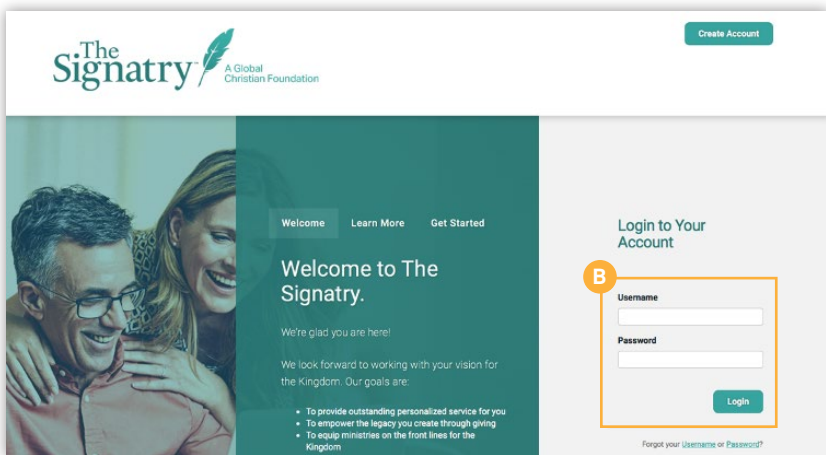 Create Account
The
Signatry™
A Global
Christian Foundation
Welcome Learn More Get Started
Welcome to The
Signatry.
We're glad you are here!
We look forward to working with your vision for
the Kingdom. Our goals are:
• To provide outstanding personalized service for you
• To empower the legacy you create through giving
• To equip ministries on the front lines for the
Kingdom
Login to Your
Account
B
Username
Password
Login
Forgot your Username or Password?